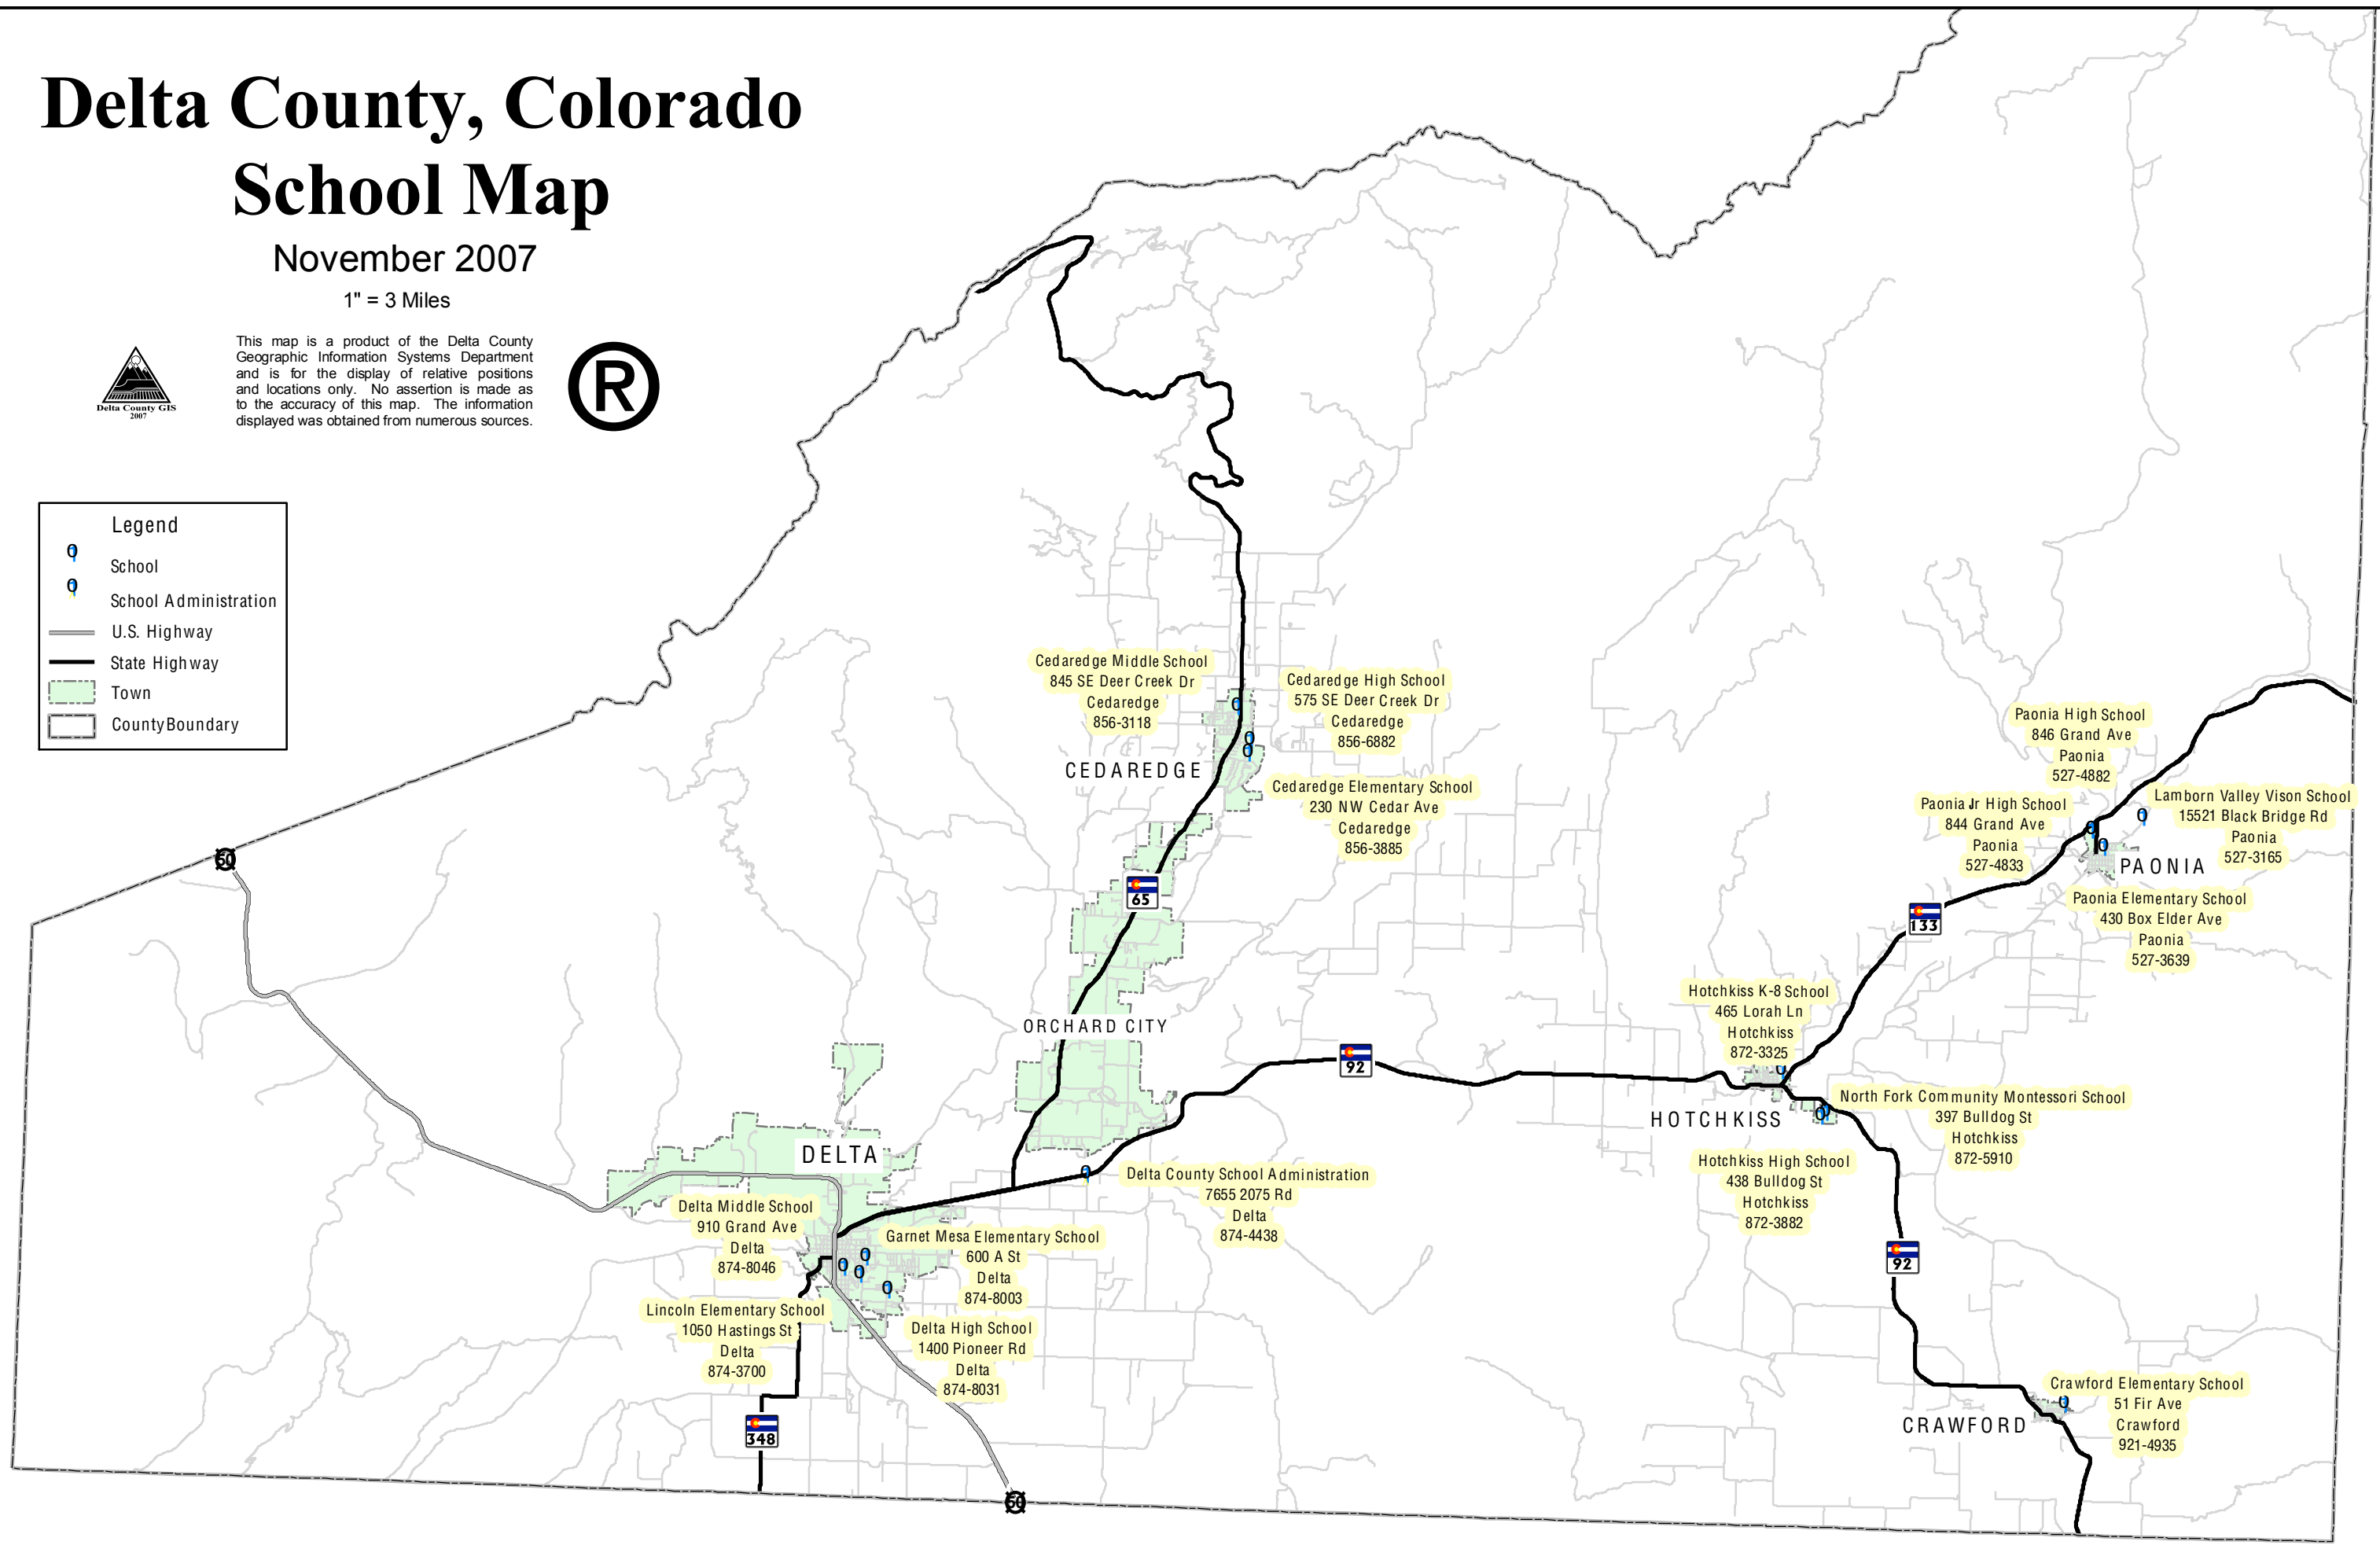 Delta County, Colorado
School Map
November 2007
1" = 3 Miles
This map is a product of the Delta County
Geographic Information Systems Department
and is for the display of relative positions
and locations only. No assertion is made as
to the accuracy of this map. The information
displayed was obtained from numerous sources.
Delta County GIS
2007
®
Legend
School
School Administration
U.S. Highway
State Highway
Town
County Boundary
Cedaredge Middle School
845 SE Deer Creek Dr
Cedaredge
856-3118
Cedaredge High School
575 SE Deer Creek Dr
Cedaredge
856-6882
CEDAREDGE
Cedaredge Elementary School
230 NW Cedar Ave
Cedaredge
856-3885
Paonia High School
846 Grand Ave
Paonia
527-4882
Paonia Jr High School
844 Grand Ave
Paonia
527-4833
Lamborn Valley Vison School
15521 Black Bridge Rd
Paonia
527-3165
PAONIA
Paonia Elementary School
430 Box Elder Ave
Paonia
527-3639
50
65
133
ORCHARD CITY
92
Hotchkiss K-8 School
465 Lorah Ln
Hotchkiss
872-3325
HOTCHKISS
North Fork Community Montessori School
397 Bulldog St
Hotchkiss
872-5910
Hotchkiss High School
438 Bulldog St
Hotchkiss
872-3882
DELTA
Delta County School Administration
7655 2075 Rd
Delta
874-4438
Delta Middle School
910 Grand Ave
Delta
874-8046
Garnet Mesa Elementary School
600 A St
Delta
874-8003
92
Lincoln Elementary School
1050 Hastings St
Delta
874-3700
Delta High School
1400 Pioneer Rd
Delta
874-8031
348
CRAWFORD
Crawford Elementary School
51 Fir Ave
Crawford
921-4935
50